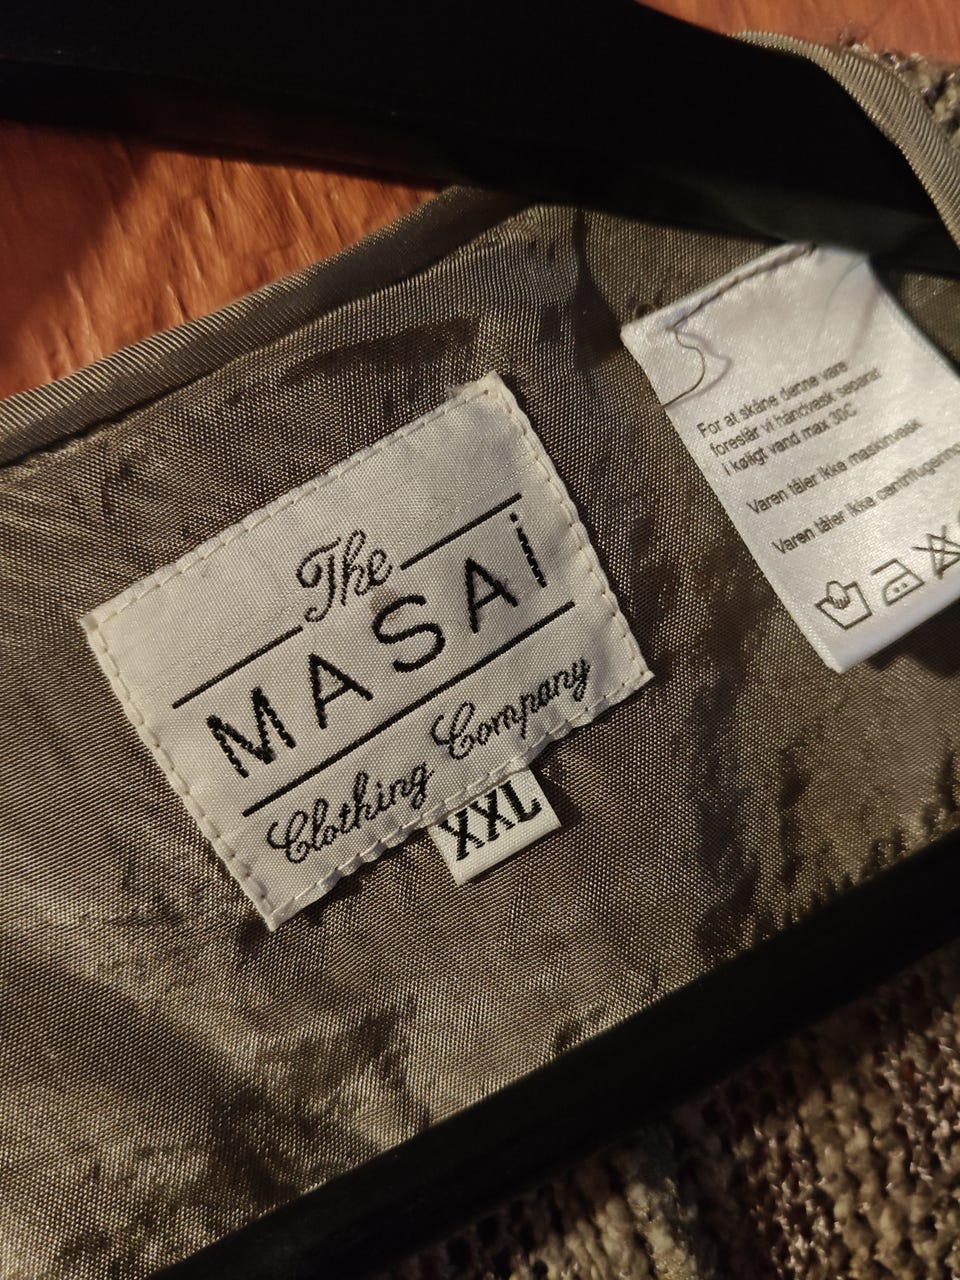 The
MASAi
Clothing Company
XXL
For at skåne denne vare
foreslår vi håndvask separat
i køligt vand max 30C
Varen tåler ikke maskinvask
Varen tåler ikke centrifugering